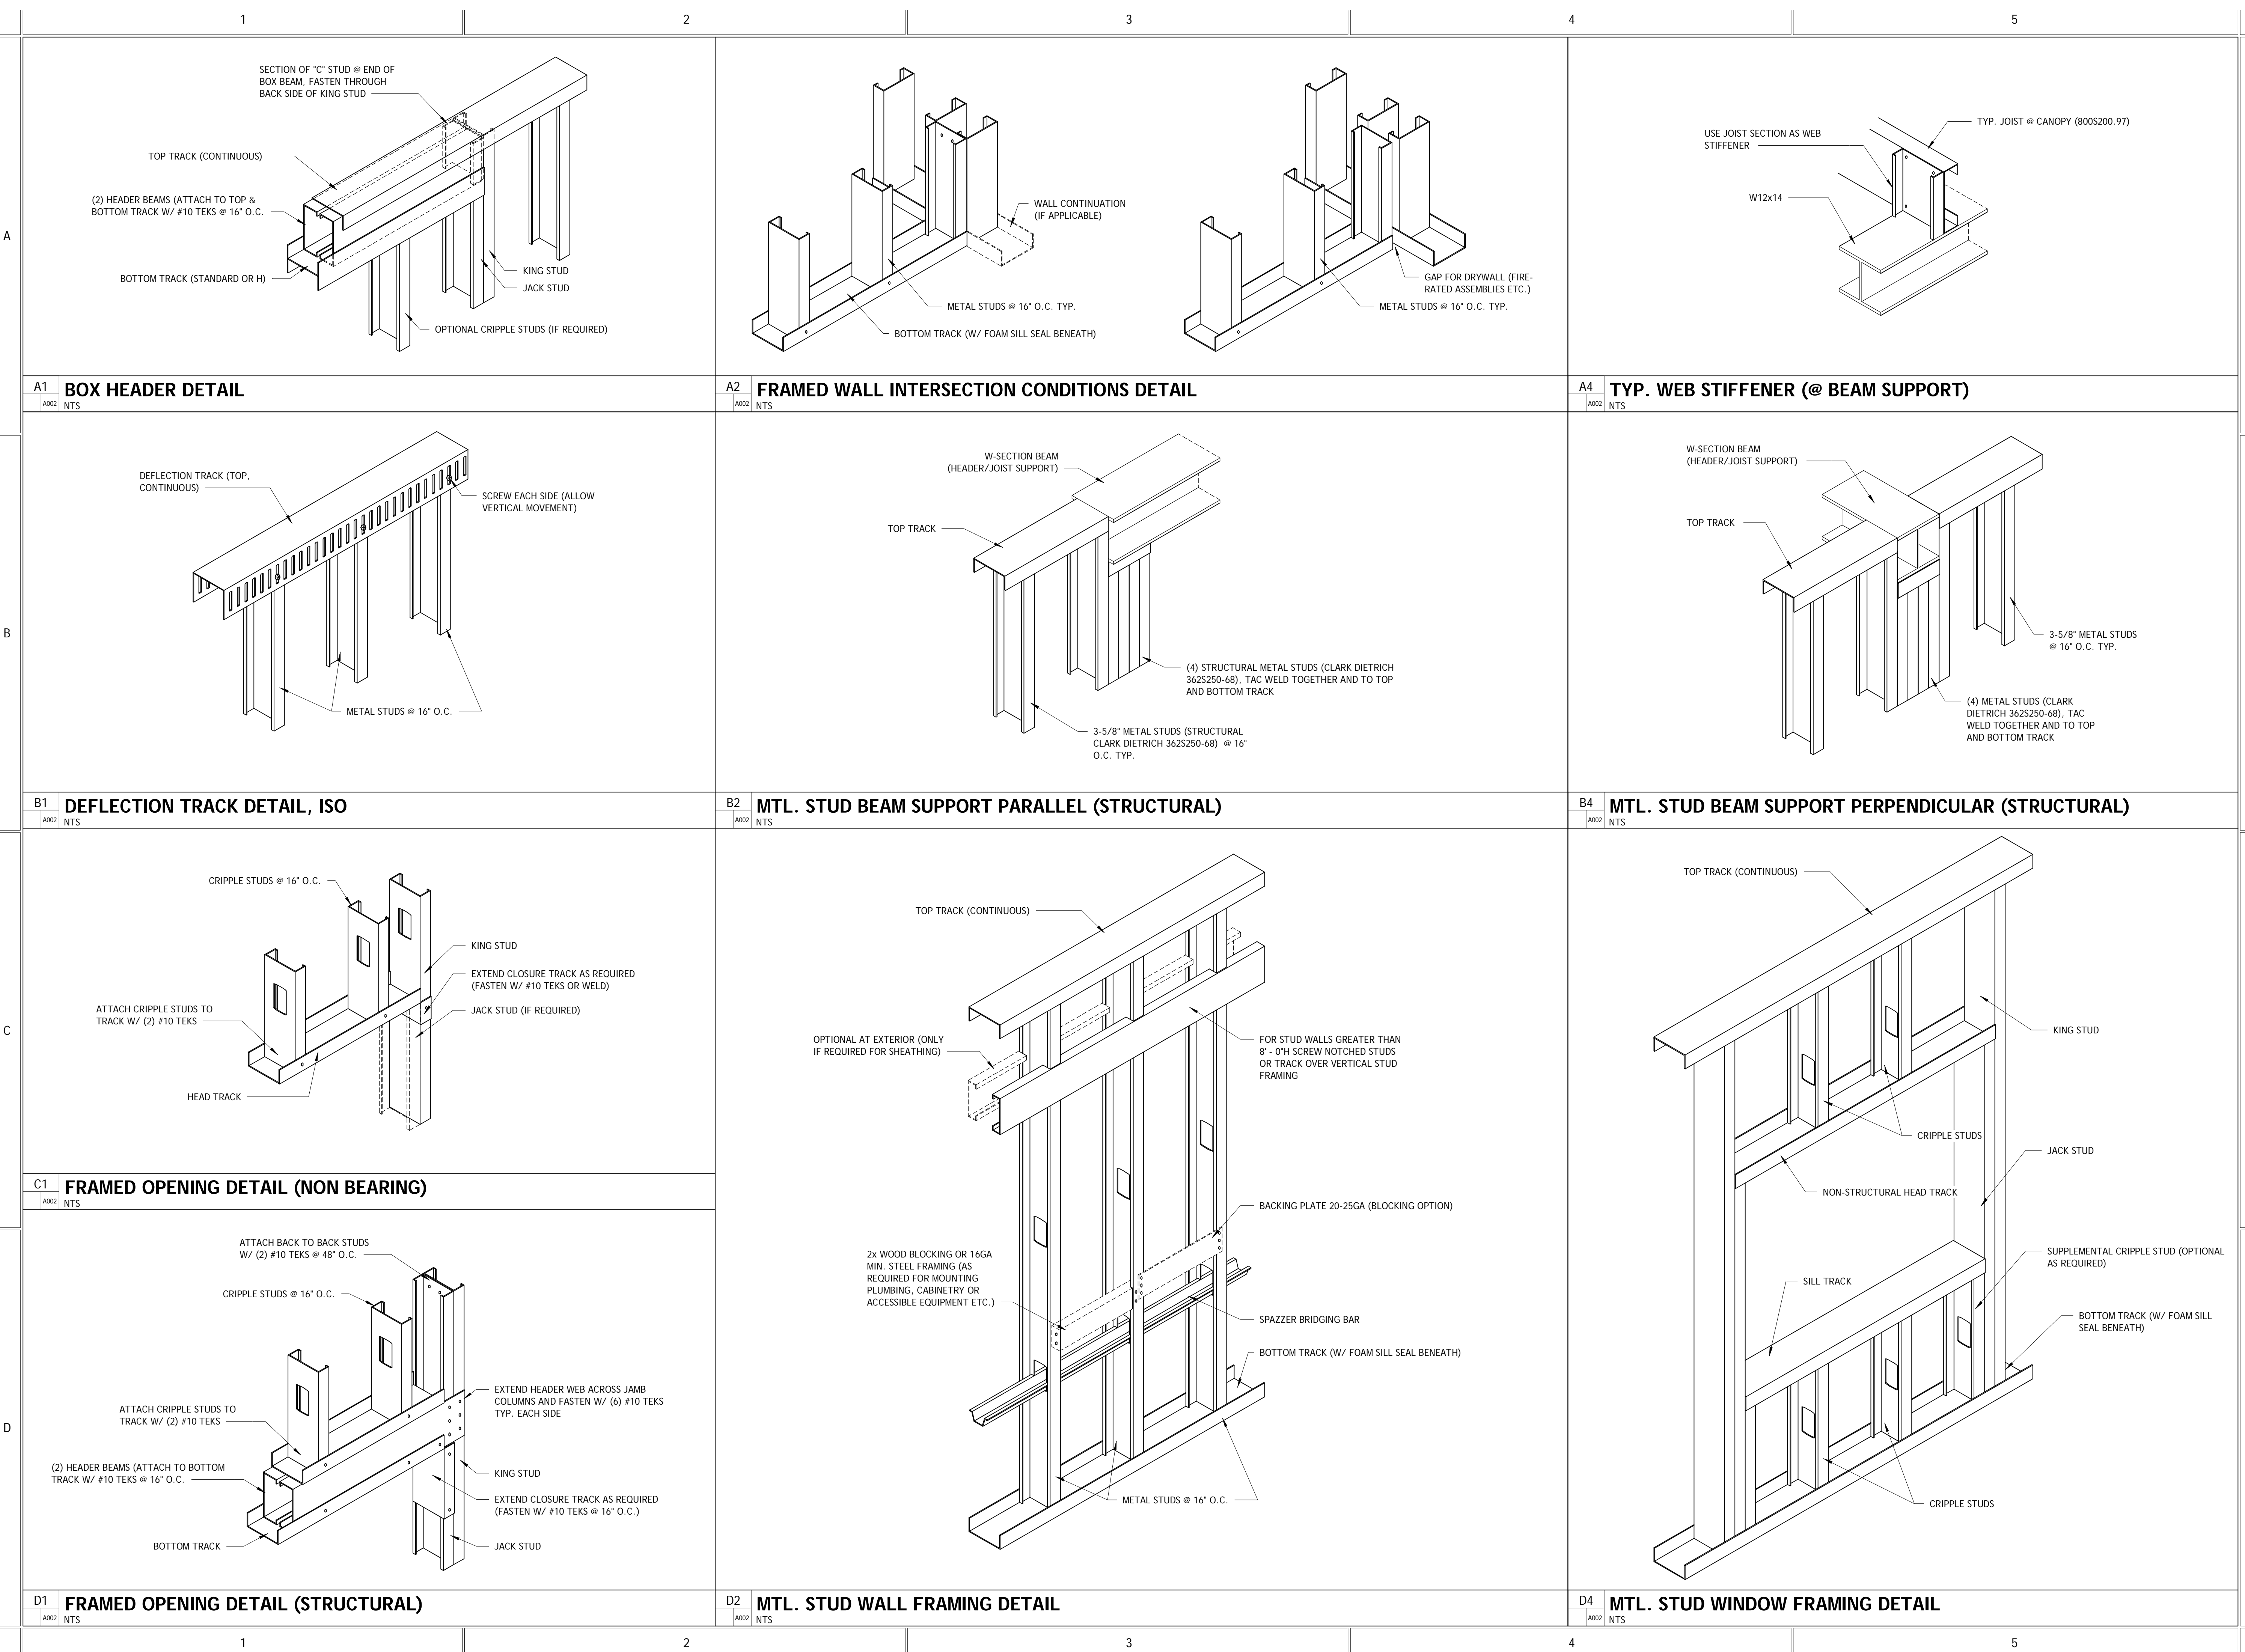 1
2
3
4
5
A
B
C
D
SECTION OF "C" STUD @ END OF
BOX BEAM, FASTEN THROUGH
BACK SIDE OF KING STUD
TOP TRACK (CONTINUOUS)
(2) HEADER BEAMS (ATTACH TO TOP &
BOTTOM TRACK W/ #10 TEKS @ 16" O.C.
BOTTOM TRACK (STANDARD OR H)
KING STUD
JACK STUD
OPTIONAL CRIPPLE STUDS (IF REQUIRED)
A1
A002
BOX HEADER DETAIL
NTS
WALL CONTINUATION
(IF APPLICABLE)
METAL STUDS @ 16" O.C. TYP.
BOTTOM TRACK (W/ FOAM SILL SEAL BENEATH)
GAP FOR DRYWALL (FIRE-
RATED ASSEMBLIES ETC.)
METAL STUDS @ 16" O.C. TYP.
A2
A002
FRAMED WALL INTERSECTION CONDITIONS DETAIL
NTS
TYP. JOIST @ CANOPY (800S200.97)
USE JOIST SECTION AS WEB
STIFFENER
W12x14
A4
A002
TYP. WEB STIFFENER (@ BEAM SUPPORT)
NTS
DEFLECTION TRACK (TOP,
CONTINUOUS)
SCREW EACH SIDE (ALLOW
VERTICAL MOVEMENT)
METAL STUDS @ 16" O.C.
B1
A002
DEFLECTION TRACK DETAIL, ISO
NTS
W-SECTION BEAM
(HEADER/JOIST SUPPORT)
TOP TRACK
(4) STRUCTURAL METAL STUDS (CLARK DIETRICH
362S250-68), TAC WELD TOGETHER AND TO TOP
AND BOTTOM TRACK
3-5/8" METAL STUDS (STRUCTURAL
CLARK DIETRICH 362S250-68) @ 16"
O.C. TYP.
B2
A002
MTL. STUD BEAM SUPPORT PARALLEL (STRUCTURAL)
NTS
W-SECTION BEAM
(HEADER/JOIST SUPPORT)
TOP TRACK
3-5/8" METAL STUDS
@ 16" O.C. TYP.
(4) METAL STUDS (CLARK
DIETRICH 362S250-68), TAC
WELD TOGETHER AND TO TOP
AND BOTTOM TRACK
B4
A002
MTL. STUD BEAM SUPPORT PERPENDICULAR (STRUCTURAL)
NTS
CRIPPLE STUDS @ 16" O.C.
KING STUD
EXTEND CLOSURE TRACK AS REQUIRED
(FASTEN W/ #10 TEKS OR WELD)
JACK STUD (IF REQUIRED)
ATTACH CRIPPLE STUDS TO
TRACK W/ (2) #10 TEKS
HEAD TRACK
C1
A002
FRAMED OPENING DETAIL (NON BEARING)
NTS
ATTACH BACK TO BACK STUDS
W/ (2) #10 TEKS @ 48" O.C.
CRIPPLE STUDS @ 16" O.C.
EXTEND HEADER WEB ACROSS JAMB
COLUMNS AND FASTEN W/ (6) #10 TEKS
TYP. EACH SIDE
ATTACH CRIPPLE STUDS TO
TRACK W/ (2) #10 TEKS
(2) HEADER BEAMS (ATTACH TO BOTTOM
TRACK W/ #10 TEKS @ 16" O.C.
KING STUD
EXTEND CLOSURE TRACK AS REQUIRED
(FASTEN W/ #10 TEKS @ 16" O.C.)
BOTTOM TRACK
JACK STUD
D1
A002
FRAMED OPENING DETAIL (STRUCTURAL)
NTS
TOP TRACK (CONTINUOUS)
OPTIONAL AT EXTERIOR (ONLY
IF REQUIRED FOR SHEATHING)
FOR STUD WALLS GREATER THAN
8' - 0"H SCREW NOTCHED STUDS
OR TRACK OVER VERTICAL STUD
FRAMING
BACKING PLATE 20-25GA (BLOCKING OPTION)
2x WOOD BLOCKING OR 16GA
MIN. STEEL FRAMING (AS
REQUIRED FOR MOUNTING
PLUMBING, CABINETRY OR
ACCESSIBLE EQUIPMENT ETC.)
SPAZZER BRIDGING BAR
BOTTOM TRACK (W/ FOAM SILL SEAL BENEATH)
METAL STUDS @ 16" O.C.
D2
A002
MTL. STUD WALL FRAMING DETAIL
NTS
TOP TRACK (CONTINUOUS)
KING STUD
CRIPPLE STUDS
JACK STUD
NON-STRUCTURAL HEAD TRACK
SUPPLEMENTAL CRIPPLE STUD (OPTIONAL
AS REQUIRED)
SILL TRACK
BOTTOM TRACK (W/ FOAM SILL
SEAL BENEATH)
CRIPPLE STUDS
D4
A002
MTL. STUD WINDOW FRAMING DETAIL
NTS
1
2
3
4
5